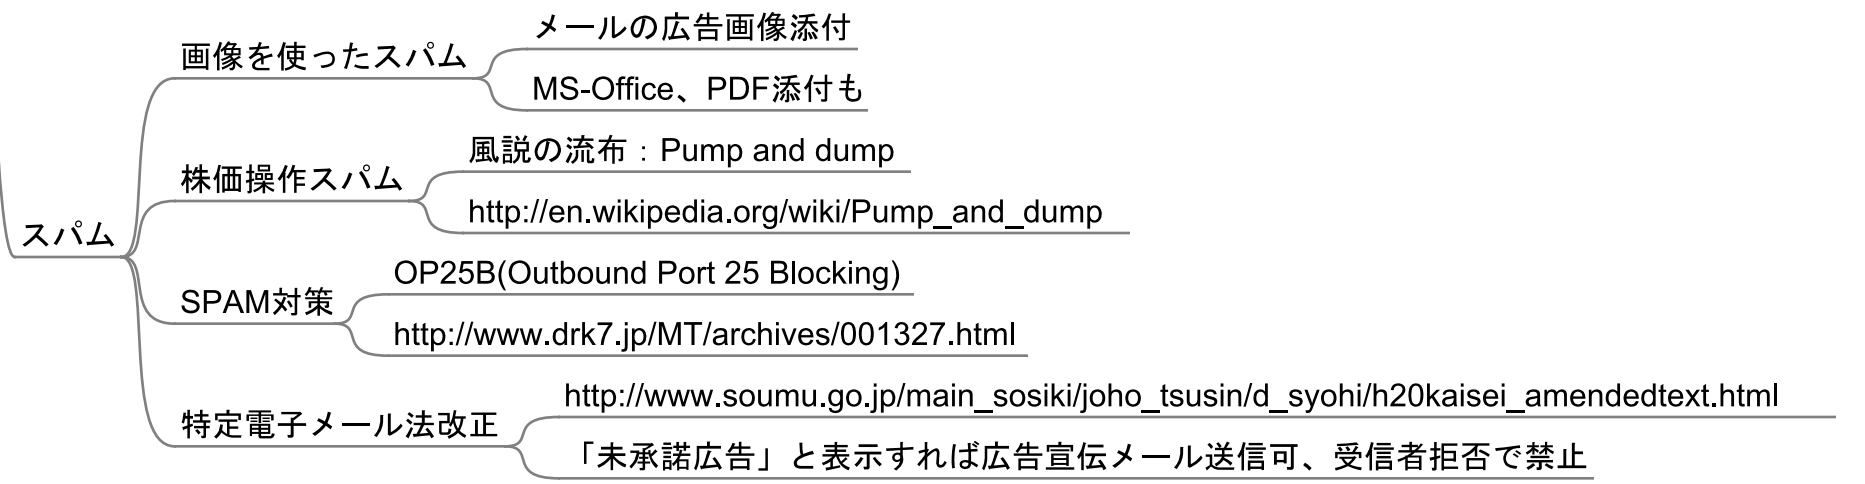 スパム
画像を使ったスパム
メールの広告画像添付
MS-Office、PDF添付も
株価操作スパム
風説の流布：Pump and dump
http://en.wikipedia.org/wiki/Pump_and_dump
SPAM対策
OP25B(Outbound Port 25 Blocking)
http://www.drk7.jp/MT/archives/001327.html
特定電子メール法改正
http://www.soumu.go.jp/main_sosiki/joho_tsusin/d_syohi/h20kaisei_amendedtext.html
「未承諾広告」と表示すれば広告宣伝メール送信可、受信者拒否で禁止